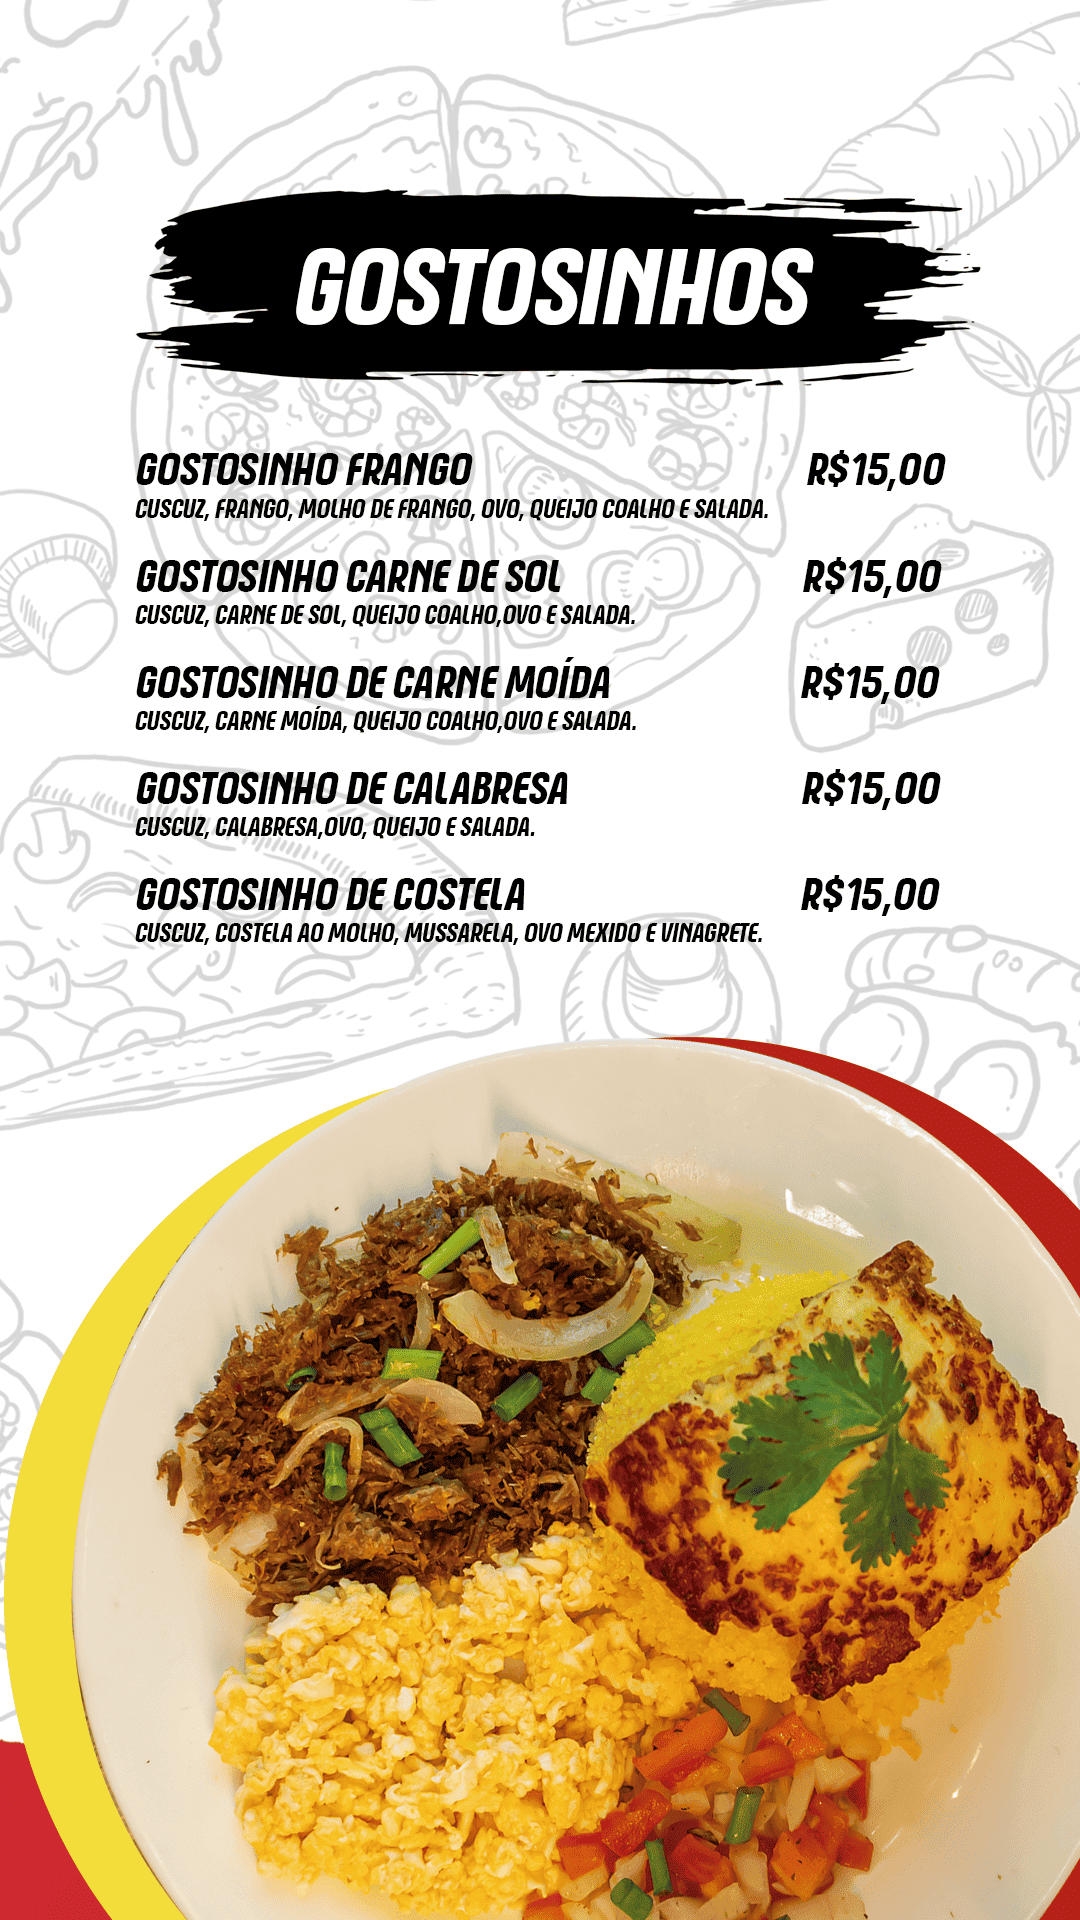 GOSTOSINHOS
GOSTOSINHO FRANGO R$15,00
CUSCUZ, FRANGO, MOLHO DE FRANGO, OVO, QUEIJO COALHO E SALADA.
GOSTOSINHO CARNE DE SOL R$15,00
CUSCUZ, CARNE DE SOL, QUEIJO COALHO,OVO E SALADA.
GOSTOSINHO DE CARNE MOÍDA R$15,00
CUSCUZ, CARNE MOÍDA, QUEIJO COALHO,OVO E SALADA.
GOSTOSINHO DE CALABRESA R$15,00
CUSCUZ, CALABRESA,OVO, QUEIJO E SALADA.
GOSTOSINHO DE COSTELA R$15,00
CUSCUZ, COSTELA AO MOLHO, MUSSARELA, OVO MEXIDO E VINAGRETE.